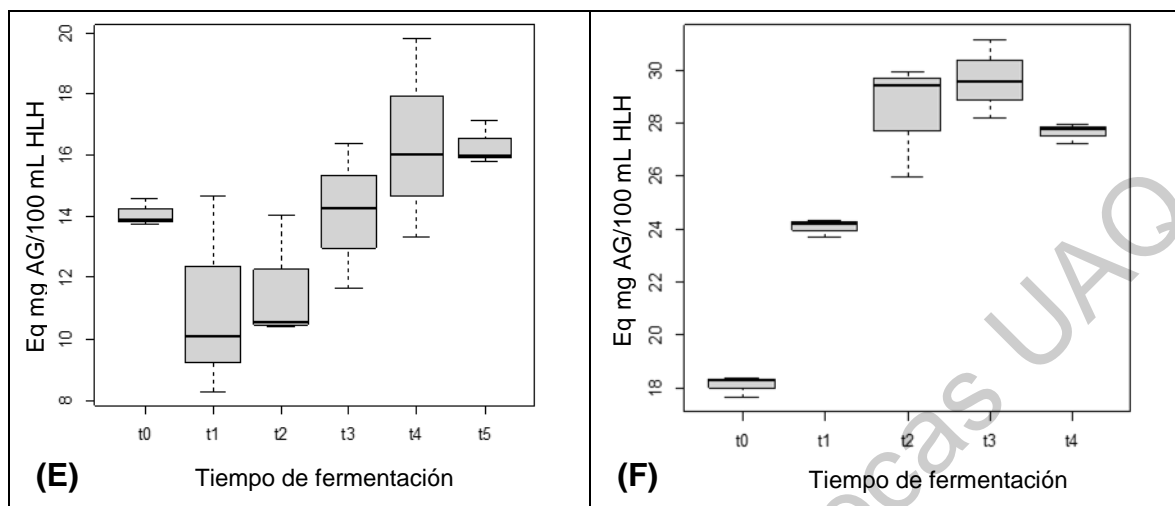 Eq mg AG/100 mL HLH
20
18
16
14
12
10
8
t0 t1 t2 t3 t4 t5
(E) Tiempo de fermentación
Eq mg AG/100 mL HLH
30
28
26
24
22
20
18
t0 t1 t2 t3 t4
(F) Tiempo de fermentación
UAQ